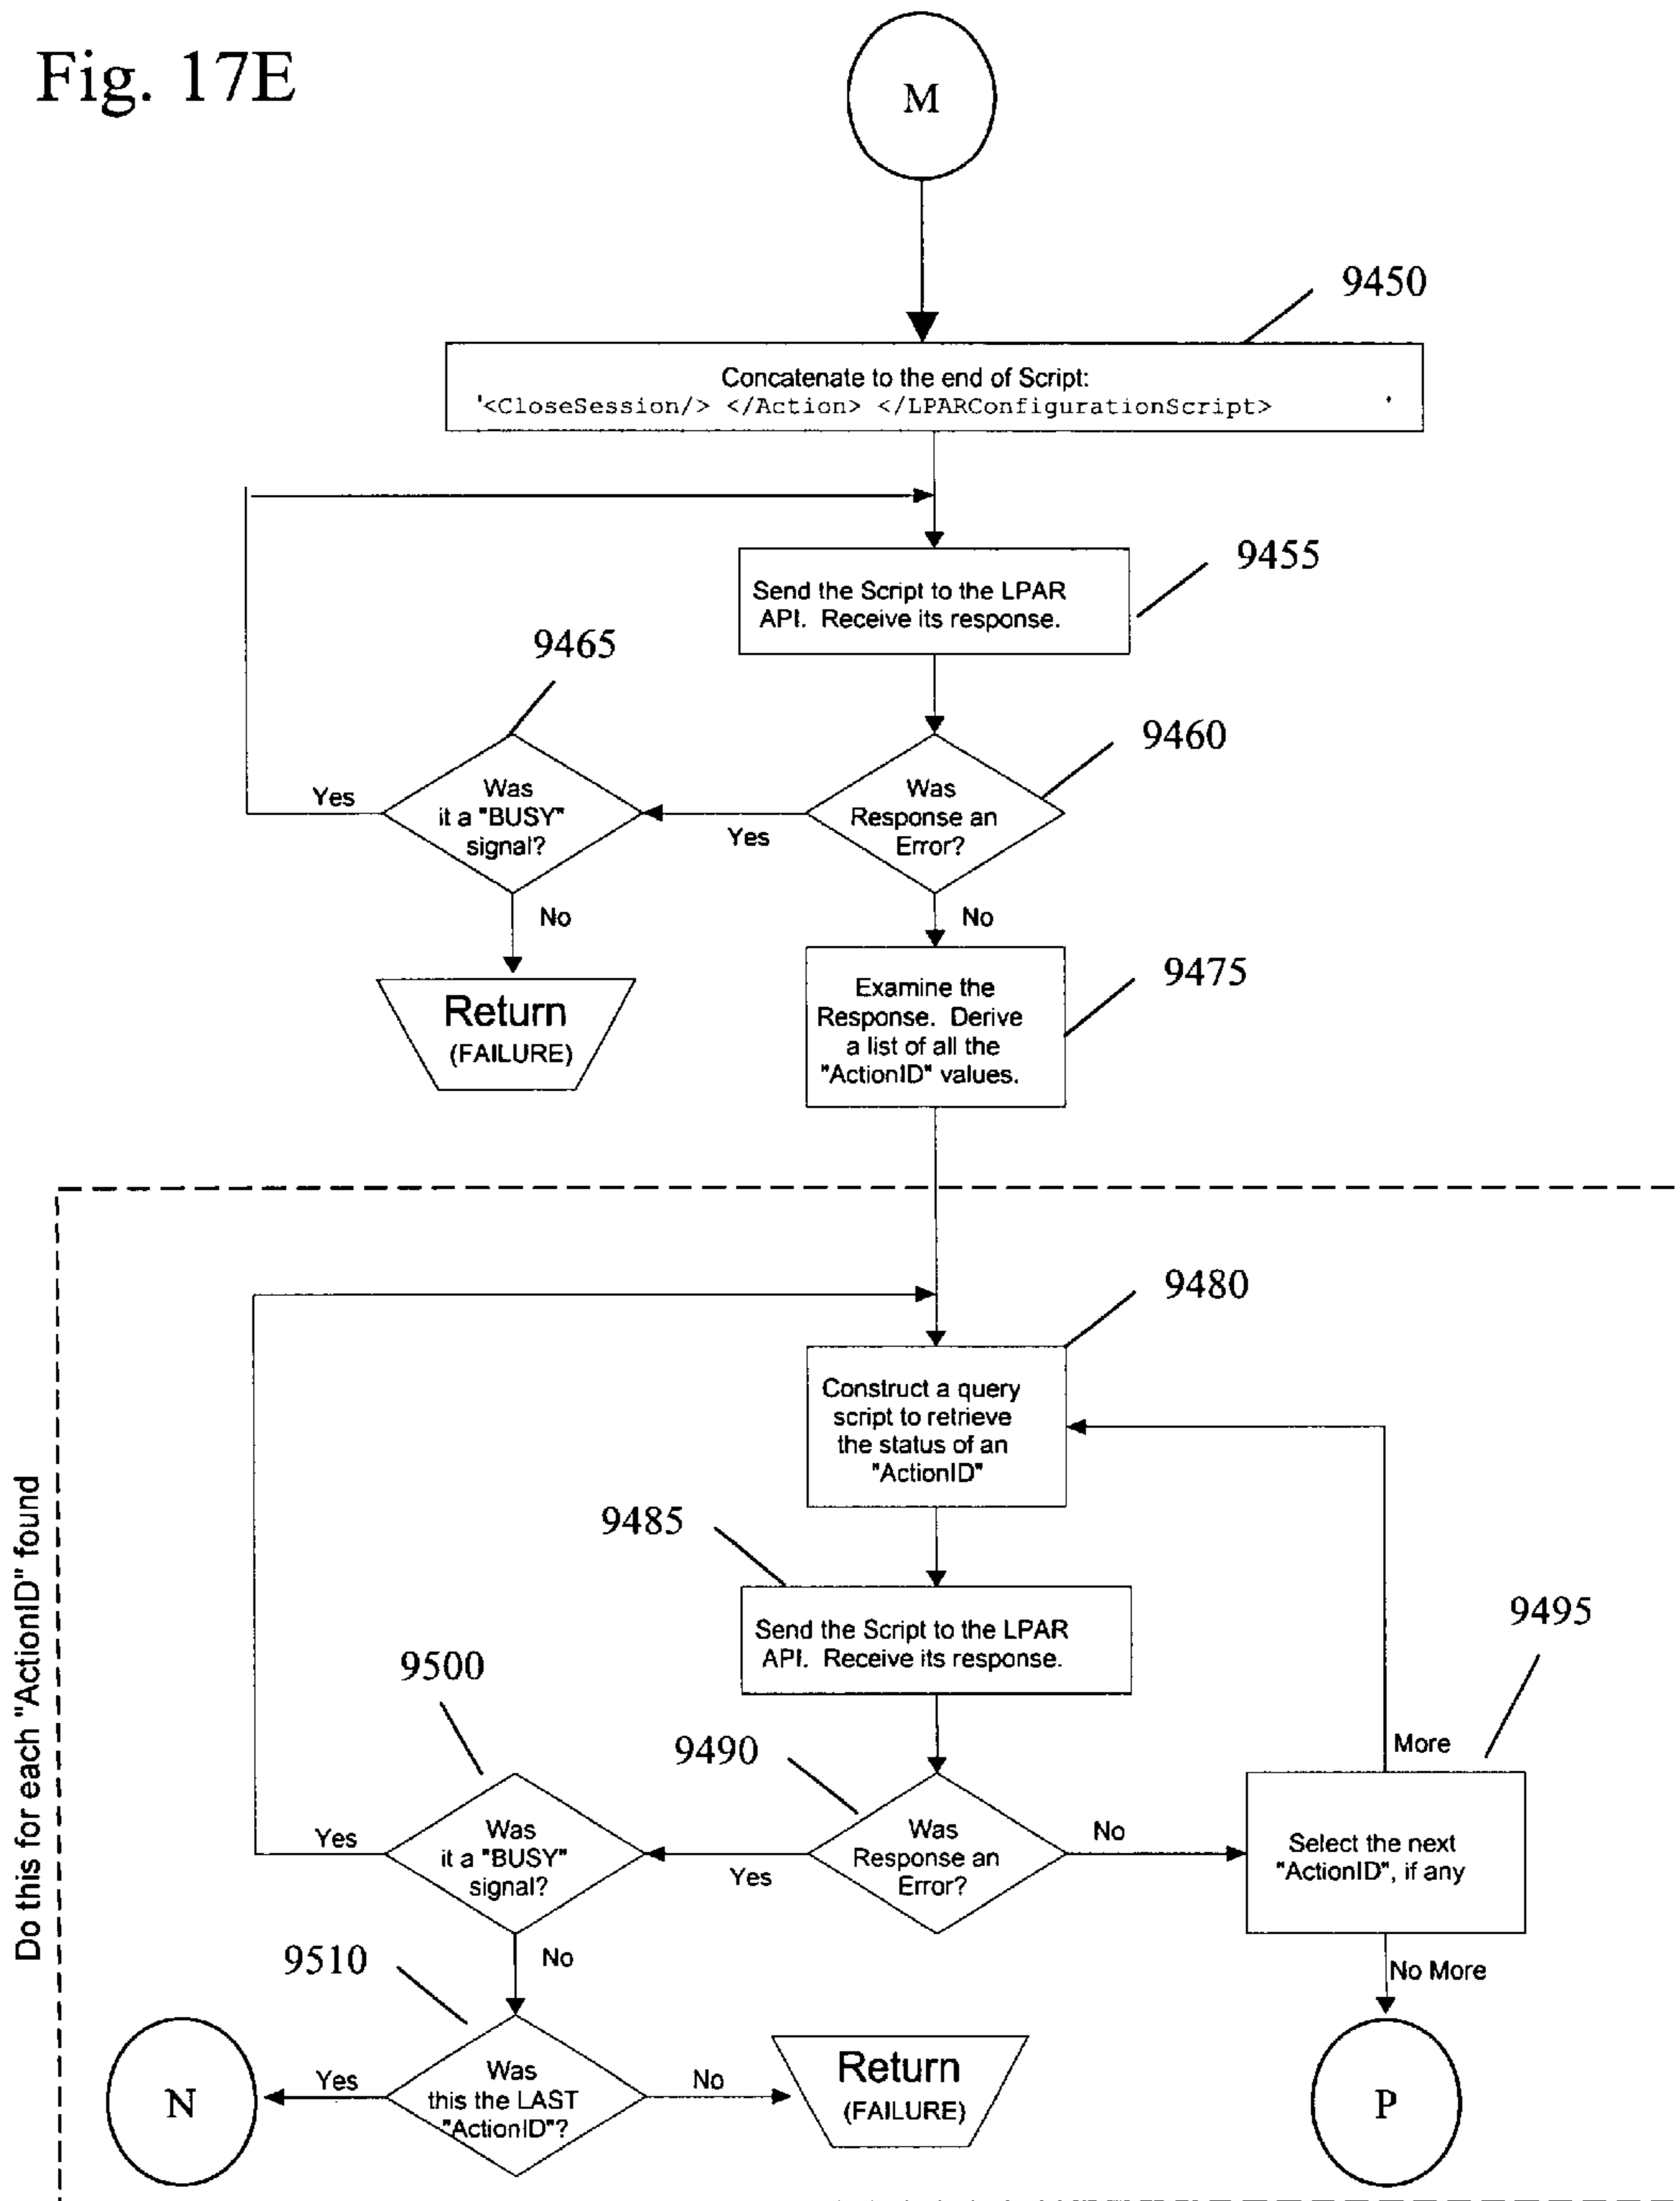 Fig. 17E
M
9450
Concatenate to the end of Script:
'<CloseSession/> </Action> </LPARConfigurationScript> '
9455
Send the Script to the LPAR
API. Receive its response.
9465
9460
Was
it a "BUSY"
signal?
Yes
Was
Response an
Error?
Yes
No
No
Return
(FAILURE)
9475
Examine the
Response. Derive
a list of all the
"ActionID" values.
Do this for each "ActionID" found
9480
Construct a query
script to retrieve
the status of an
"ActionID"
9485
Send the Script to the LPAR
API. Receive its response.
9495
9500
9490
More
Was
it a "BUSY"
signal?
Yes
Was
Response an
Error?
Yes
No
Select the next
"ActionID", if any
No
No More
9510
N
Yes
Was
this the LAST
"ActionID"?
No
Return
(FAILURE)
P